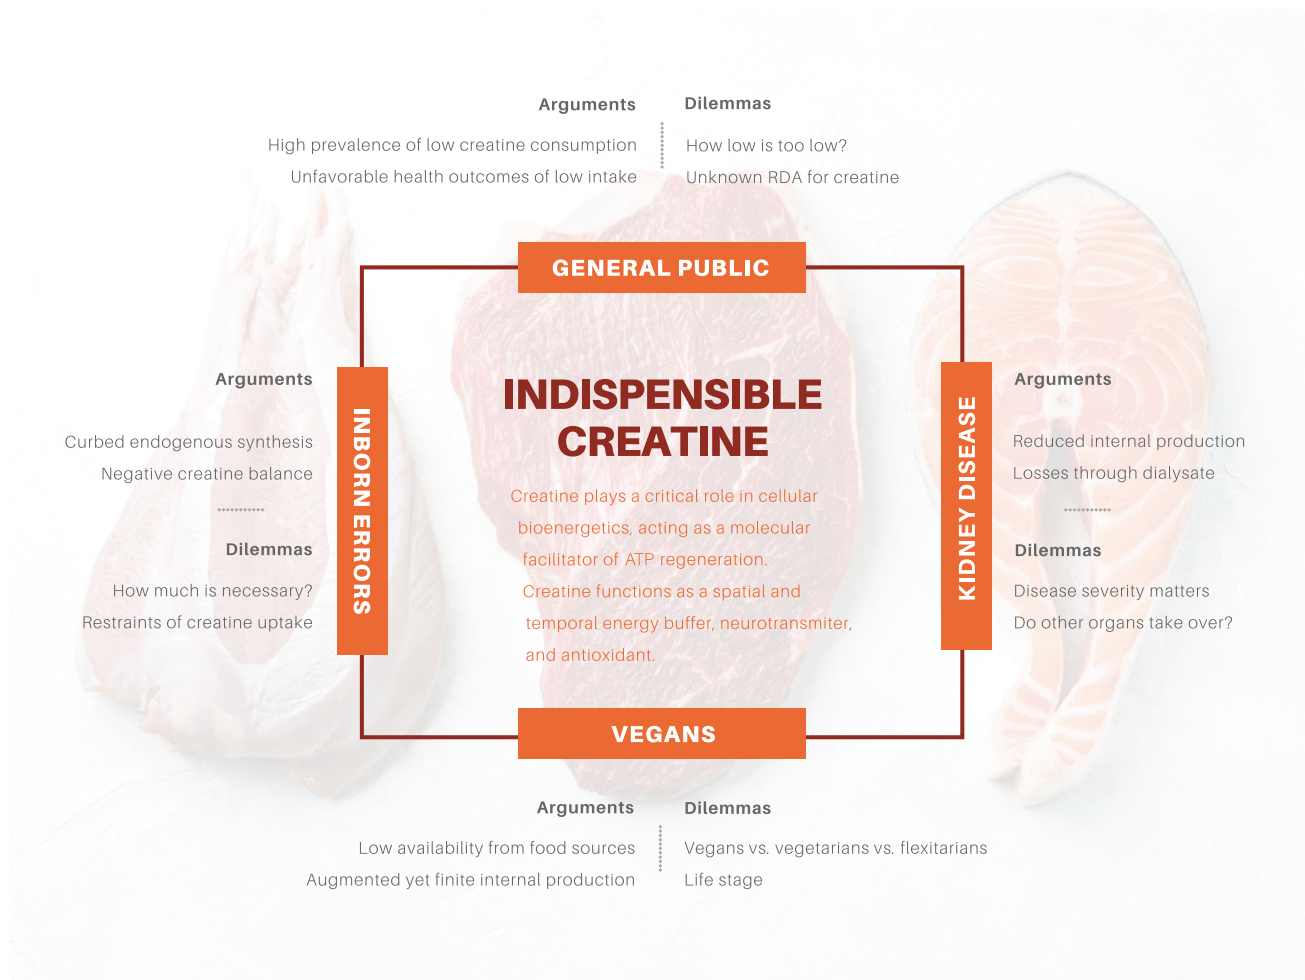 Arguments
High prevalence of low creatine consumption
Unfavorable health outcomes of low intake
Dilemmas
How low is too low?
Unknown RDA for creatine
GENERAL PUBLIC
Arguments
Curbed endogenous synthesis
Negative creatine balance
Dilemmas
How much is necessary?
Restraints of creatine uptake
INBORN ERRORS
INDISPENSIBLE
CREATINE
Creatine plays a critical role in cellular
bioenergetics, acting as a molecular
facilitator of ATP regeneration.
Creatine functions as a spatial and
temporal energy buffer, neurotransmiter,
and antioxidant.
KIDNEY DISEASE
Arguments
Reduced internal production
Losses through dialysate
Dilemmas
Disease severity matters
Do other organs take over?
VEGANS
Arguments
Low availability from food sources
Augmented yet finite internal production
Dilemmas
Vegans vs. vegetarians vs. flexitarians
Life stage